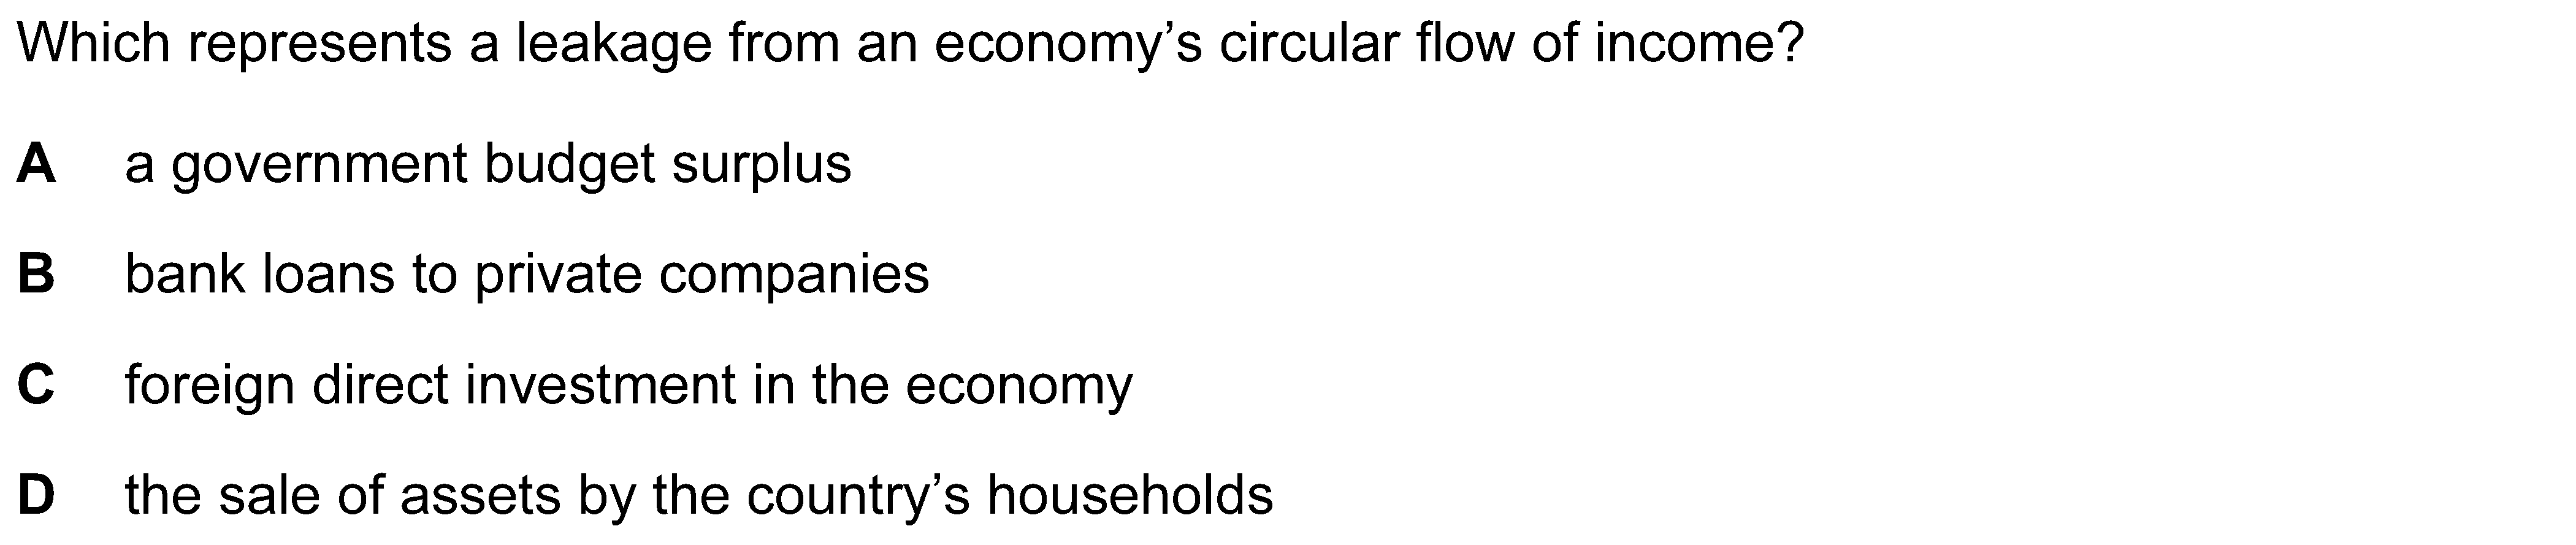 Which represents a leakage from an economy’s circular flow of income?
A a government budget surplus
B bank loans to private companies
C foreign direct investment in the economy
D the sale of assets by the country’s households